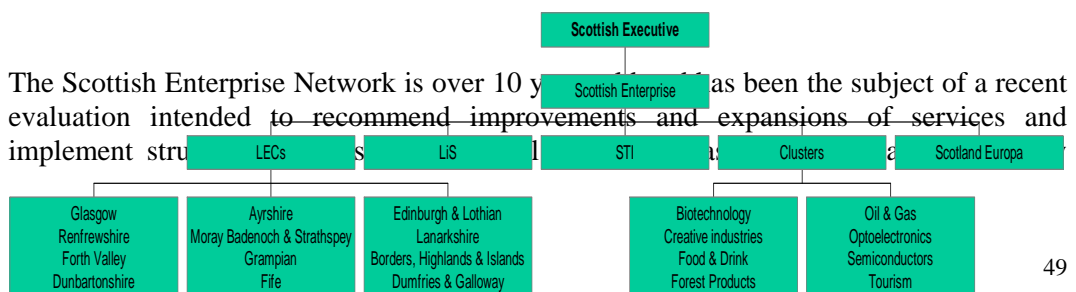 Scottish Executive
The Scottish Enterprise Network is over 10 y as been the subject of a recent
Scottish Enterprise
evaluation intended to recommend improvements and expansions of services and
implement stru
LECs
LiS
STI
Clusters
Scotland Europa
Glasgow
Renfrewshire
Forth Valley
Dunbartonshire
Ayrshire
Moray Badenoch & Strathspey
Grampian
Fife
Edinburgh & Lothian
Lanarkshire
Borders, Highlands & Islands
Dumfries & Galloway
Biotechnology
Creative industries
Food & Drink
Forest Products
Oil & Gas
Optoelectronics
Semiconductors
Tourism
49